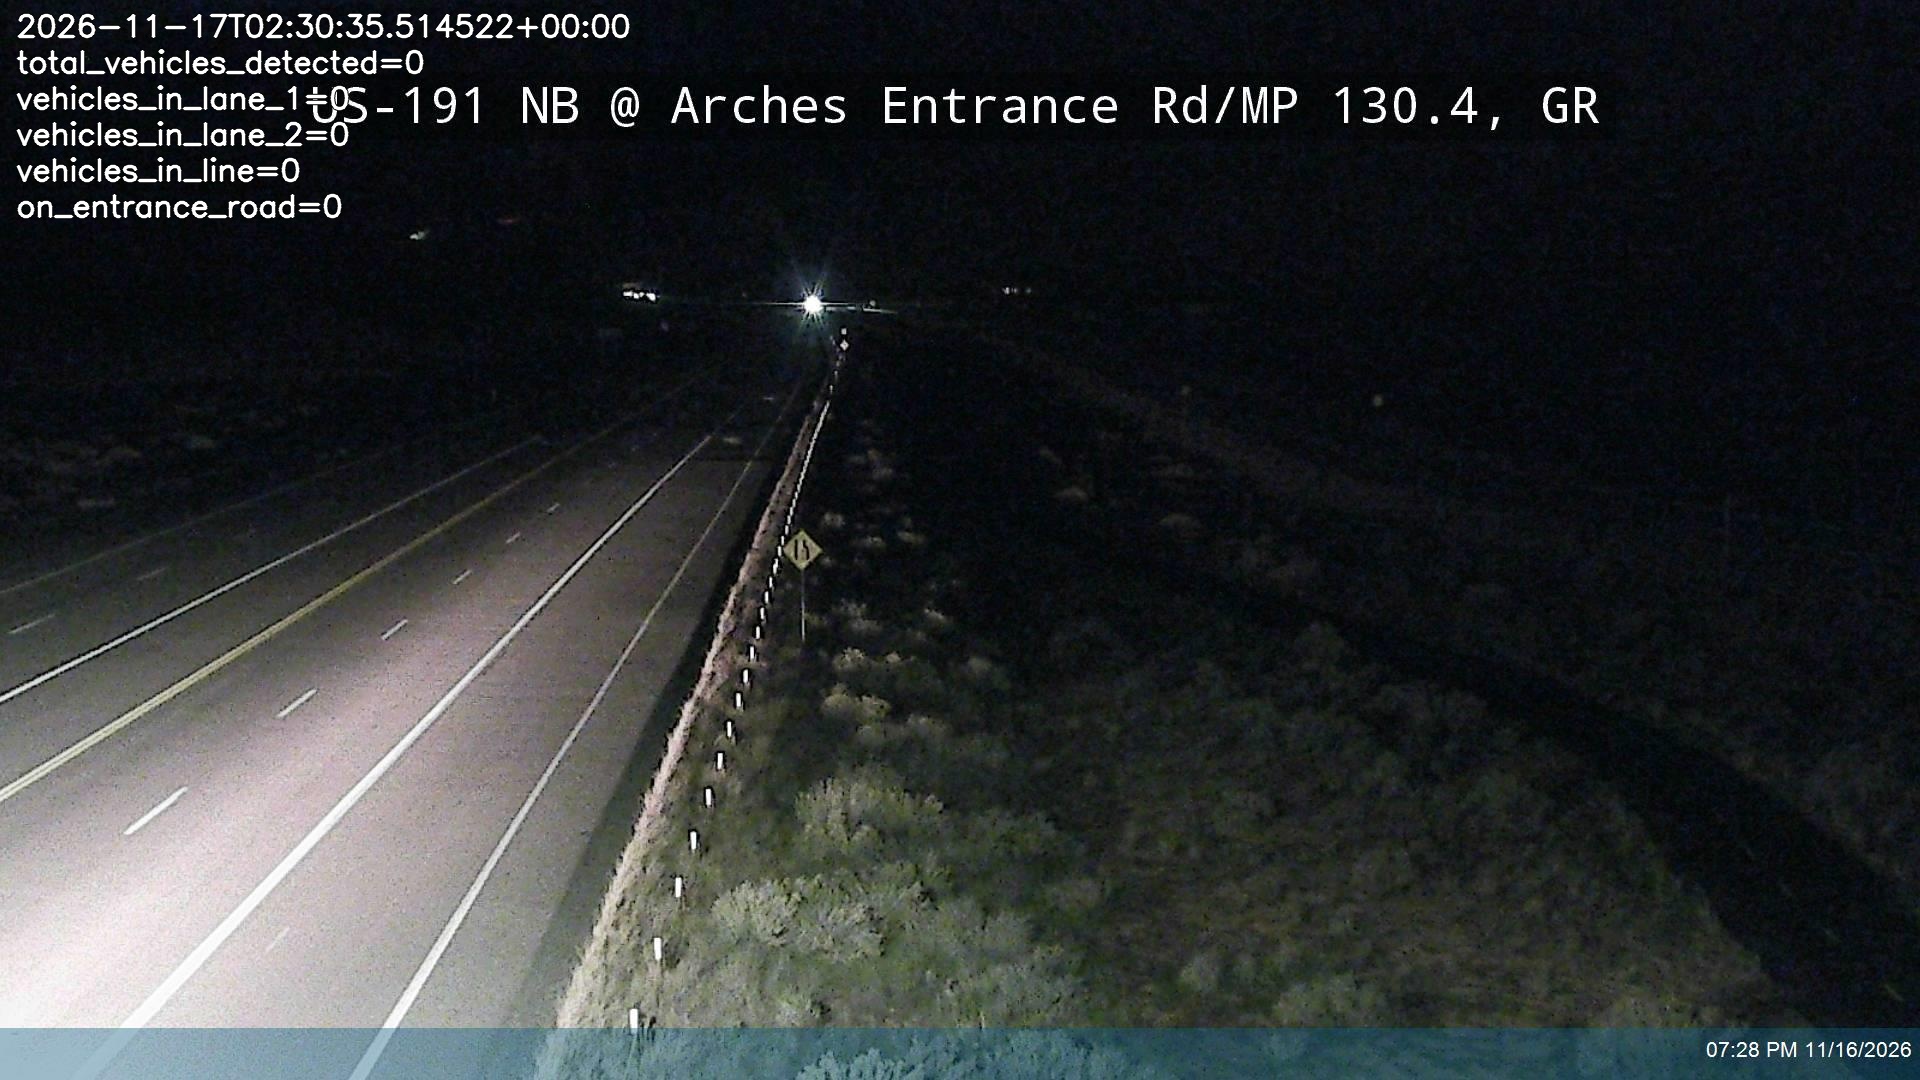 2026-11-17T02:30:35.514522+00:00
total_vehicles_detected=0
vehicles_in_lane_1=0
US-191 NB @ Arches Entrance Rd/MP 130.4, GR
vehicles_in_lane_2=0
vehicles_in_line=0
on_entrance_road=0
07:28 PM 11/16/2026